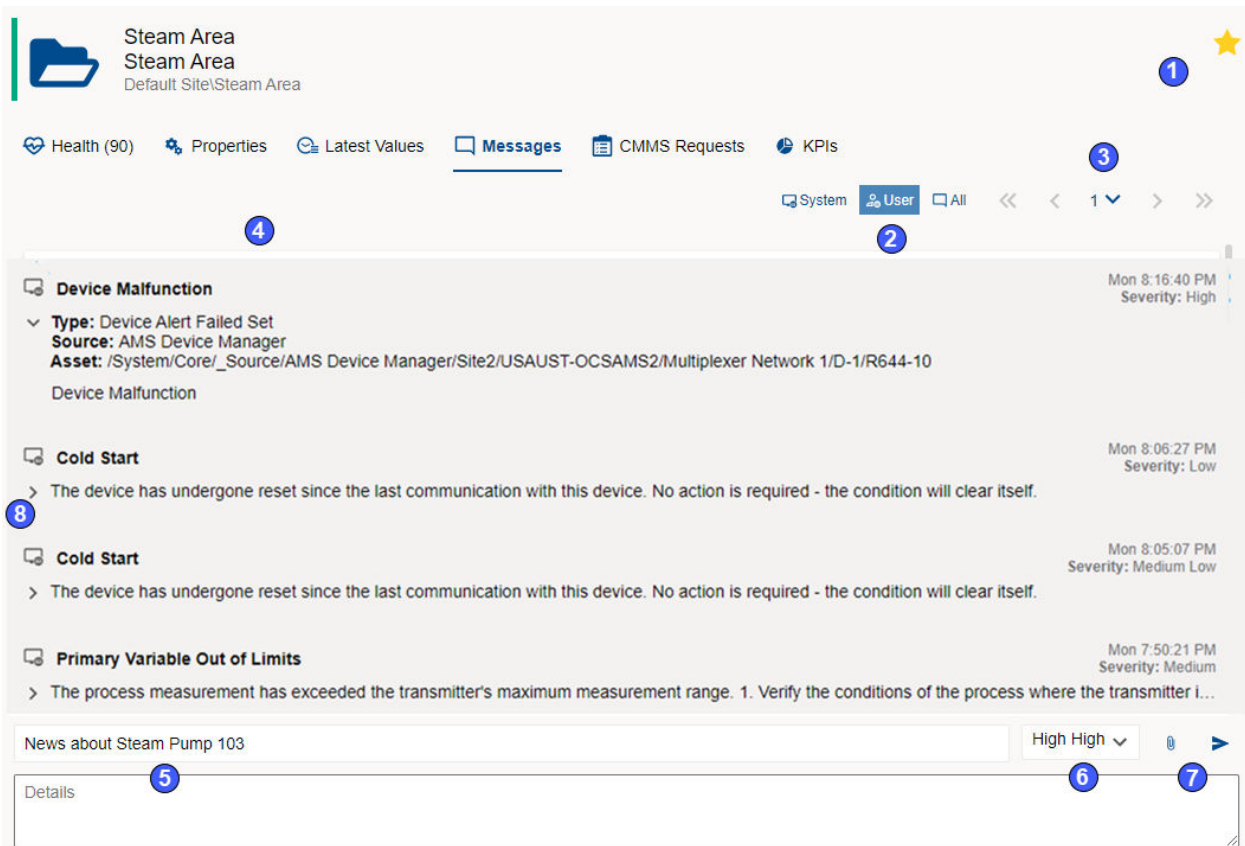 Steam Area
Steam Area
Default Site\Steam Area
1
Health (90) Properties Latest Values Messages CMMS Requests KPIs
3
System User All 1
4
2
Device Malfunction Mon 8:16:40 PM
Severity: High
Type: Device Alert Failed Set
Source: AMS Device Manager
Asset: /System/Core/_Source/AMS Device Manager/Site2/USAUST-OCSAMS2/Multiplexer Network 1/D-1/R644-10
Device Malfunction
Cold Start Mon 8:06:27 PM
Severity: Low
The device has undergone reset since the last communication with this device. No action is required - the condition will clear itself.
8
Cold Start Mon 8:05:07 PM
Severity: Medium Low
The device has undergone reset since the last communication with this device. No action is required - the condition will clear itself.
Primary Variable Out of Limits Mon 7:50:21 PM
Severity: Medium
The process measurement has exceeded the transmitter's maximum measurement range. 1. Verify the conditions of the process where the transmitter i...
News about Steam Pump 103 High High
5 6 7
Details